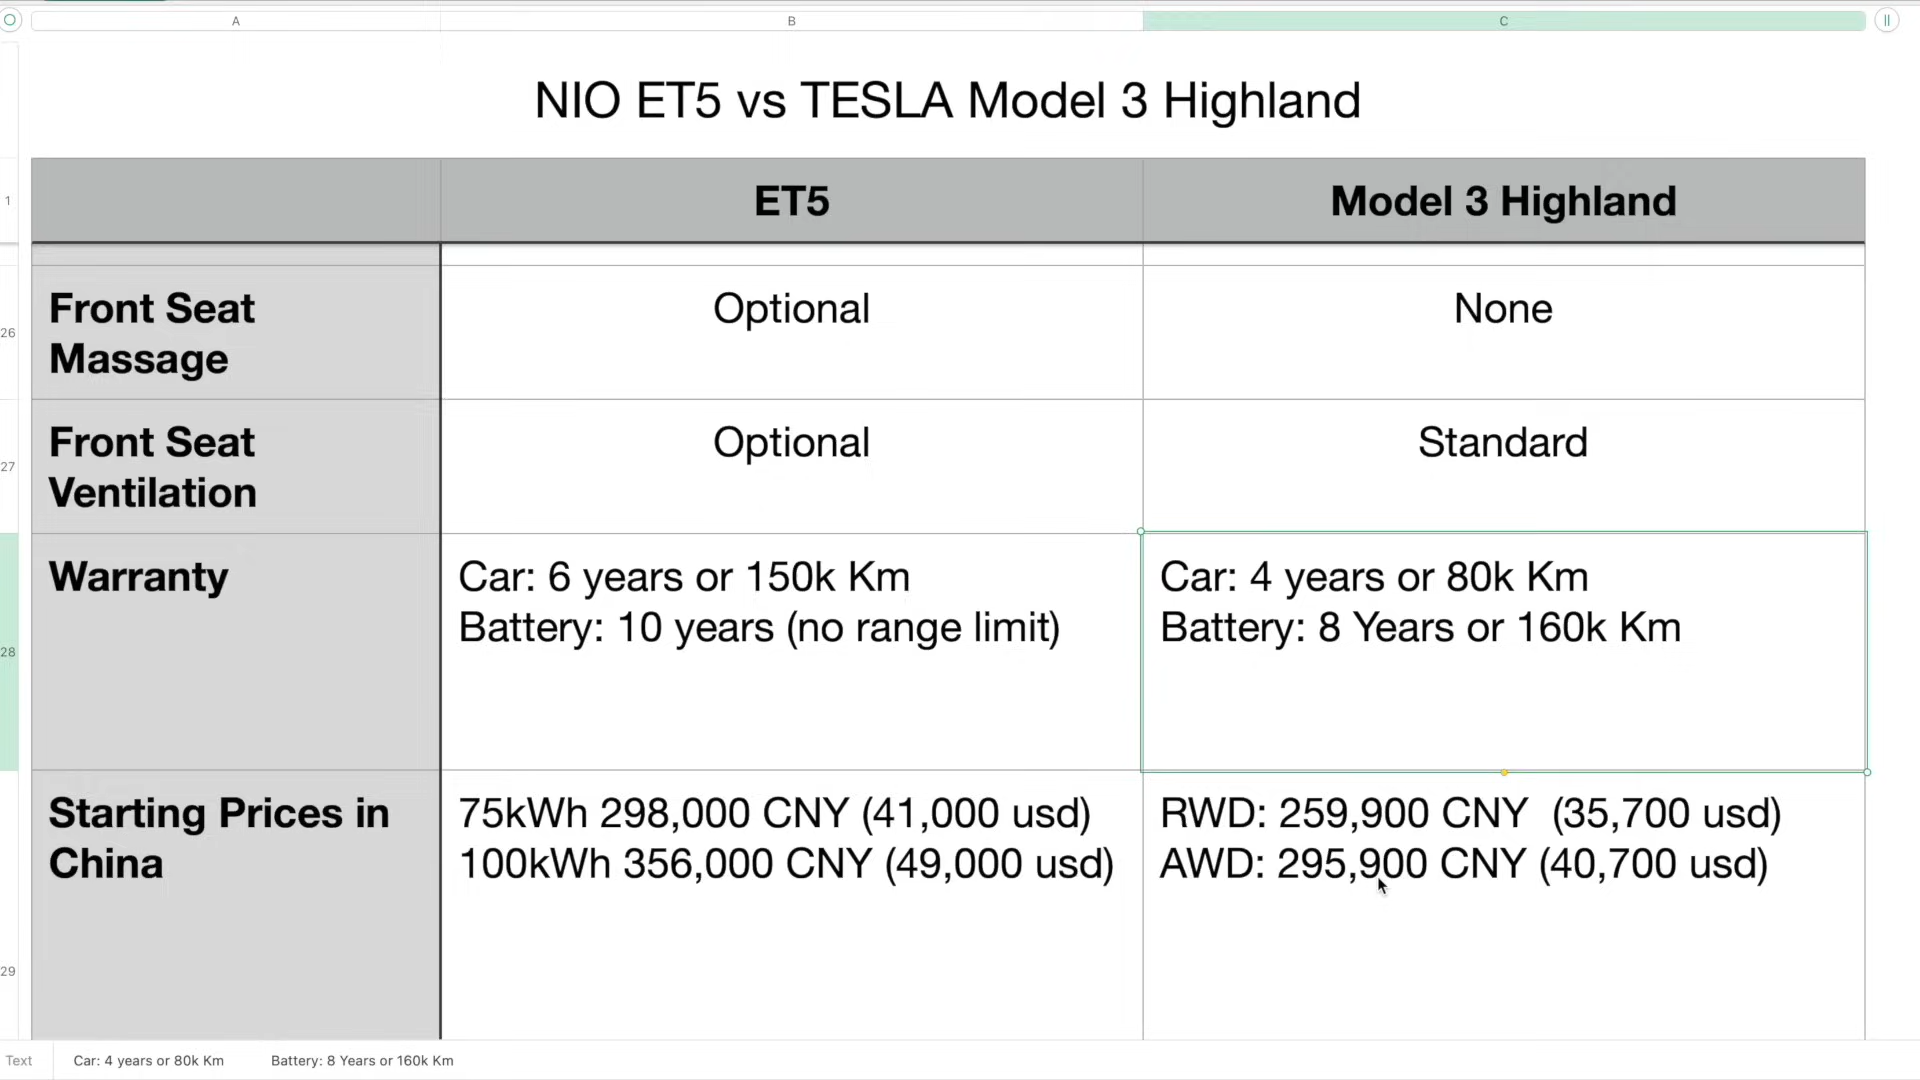 A
B
C
NIO ET5 vs TESLA Model 3 Highland
1
ET5
Model 3 Highland
26
Front Seat
Massage
Optional
None
27
Front Seat
Ventilation
Optional
Standard
28
Warranty
Car: 6 years or 150k Km
Battery: 10 years (no range limit)
Car: 4 years or 80k Km
Battery: 8 Years or 160k Km
29
Starting Prices in
China
75kWh 298,000 CNY (41,000 usd)
100kWh 356,000 CNY (49,000 usd)
RWD: 259,900 CNY  (35,700 usd)
AWD: 295,900 CNY (40,700 usd)
Text
Car: 4 years or 80k Km
Battery: 8 Years or 160k Km